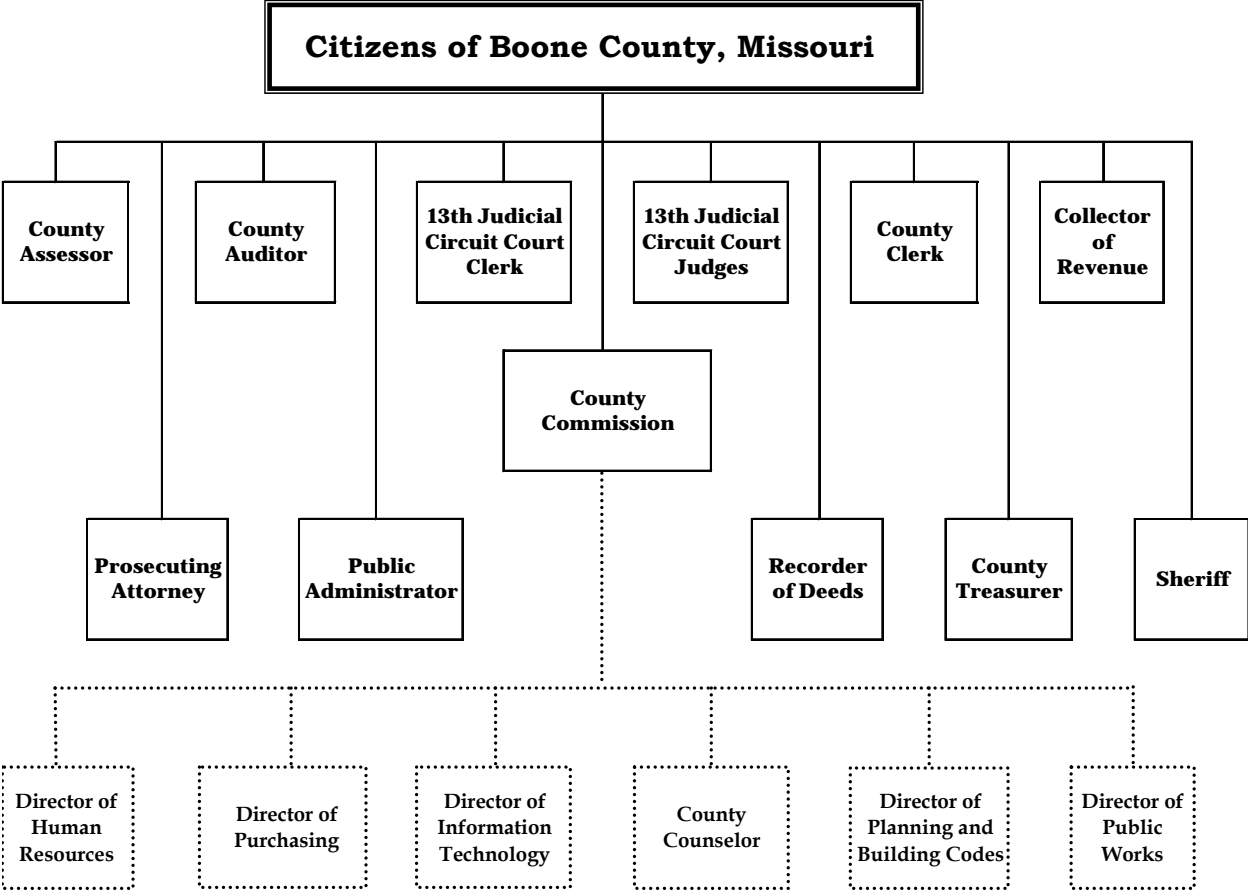 Citizens of Boone County, Missouri
County
Assessor
County
Auditor
13th Judicial
Circuit Court
Clerk
13th Judicial
Circuit Court
Judges
County
Clerk
Collector
of
Revenue
County
Commission
Prosecuting
Attorney
Public
Administrator
Recorder
of Deeds
County
Treasurer
Sheriff
Director of
Human
Resources
Director of
Purchasing
Director of
Information
Technology
County
Counselor
Director of
Planning and
Building Codes
Director of
Public
Works